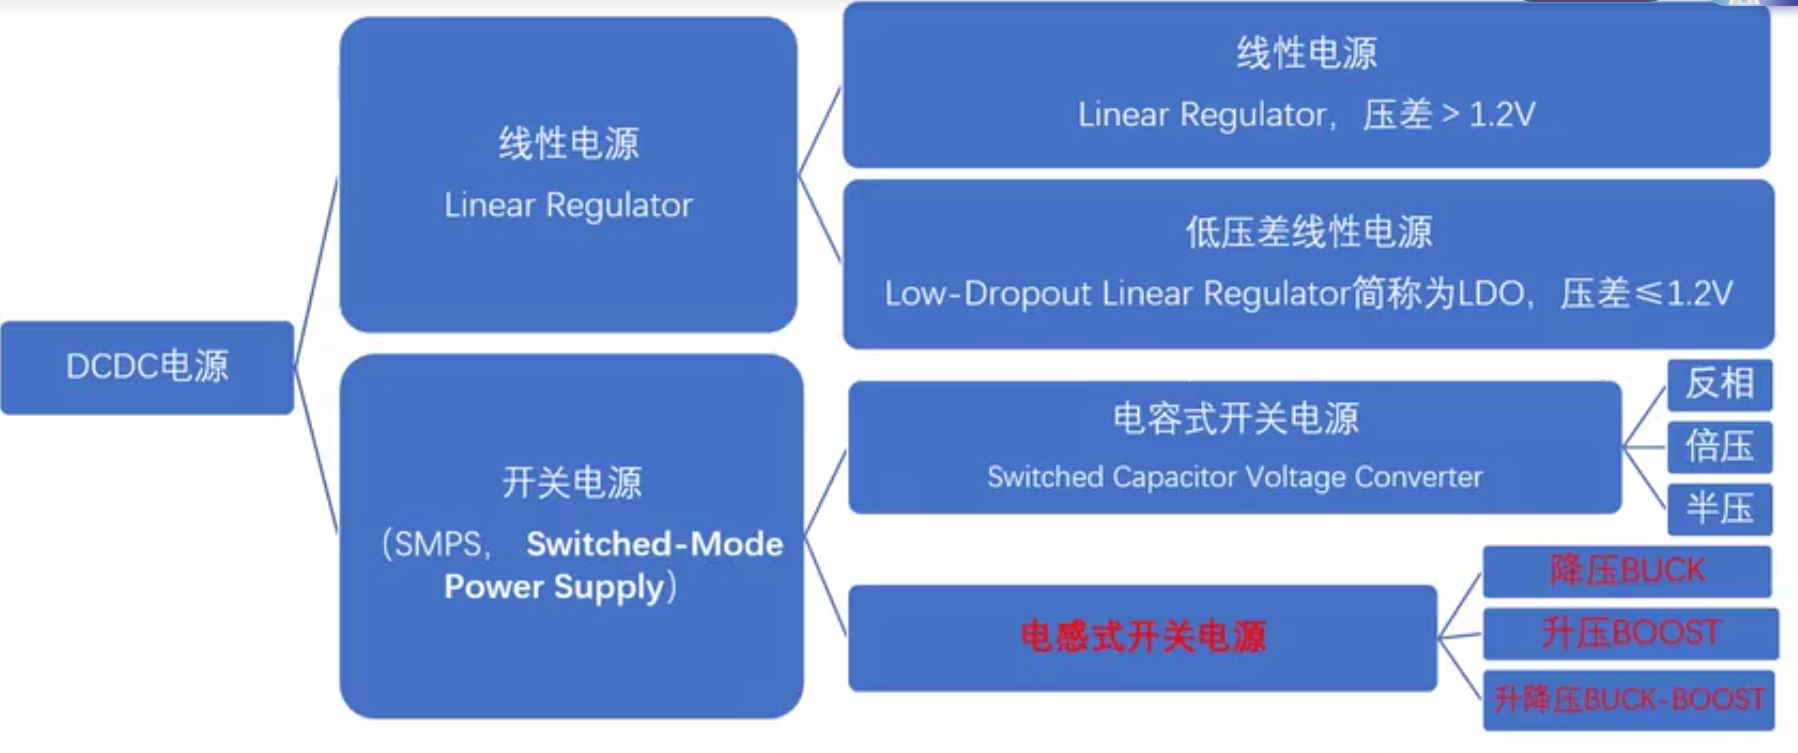 DCDC电源
线性电源
Linear Regulator
线性电源
Linear Regulator，压差 > 1.2V
低压差线性电源
Low-Dropout Linear Regulator简称为LDO，压差≤1.2V
开关电源
（SMPS， Switched-Mode
Power Supply）
电容式开关电源
Switched Capacitor Voltage Converter
反相
倍压
半压
电感式开关电源
降压BUCK
升压BOOST
升降压BUCK-BOOST